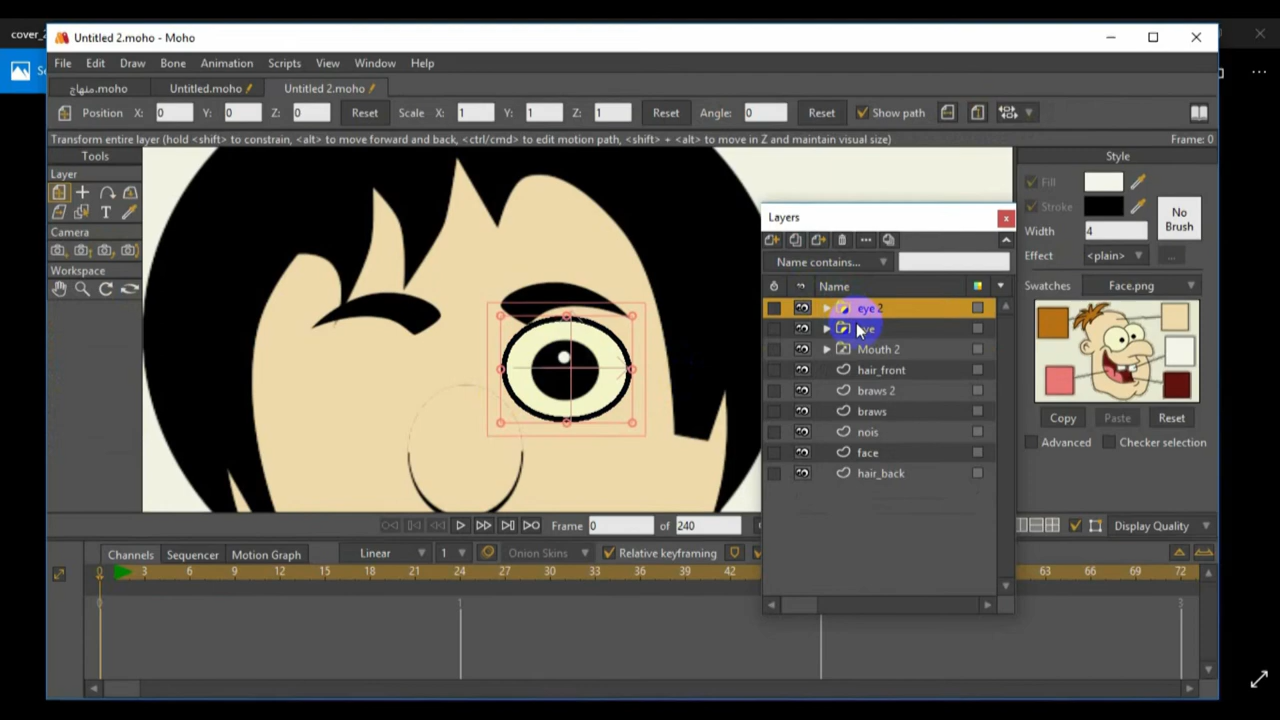 cover_2
Untitled 2.moho - Moho
File Edit Draw Bone Animation Scripts View Window Help
منهاج.moho Untitled.moho Untitled 2.moho
Position X: 0 Y: 0 Z: 0 Reset Scale X: 1 Y: 1 Z: 1 Reset Angle: 0 Reset Show path
Transform entire layer (hold <shift> to constrain, <alt> to move forward and back, <ctrl/cmd> to edit motion path, <shift> + <alt> to move in Z and maintain visual size) Frame: 0
Tools
Layer
Camera
Workspace
Style
Fill
Stroke
No Brush
Width 4
Effect <plain> ...
Swatches Face.png
Copy Paste Reset
Advanced Checker selection
Layers
Name contains...
Name
eye 2
Mouth 2
hair_front
braws 2
braws
nois
face
hair_back
Frame 0 of 240 Display Quality
Channels Sequencer Motion Graph Linear 1 Onion Skins Relative keyframing
0 3 6 9 12 15 18 21 24 27 30 33 36 39 42 63 66 69 72
0 1 3